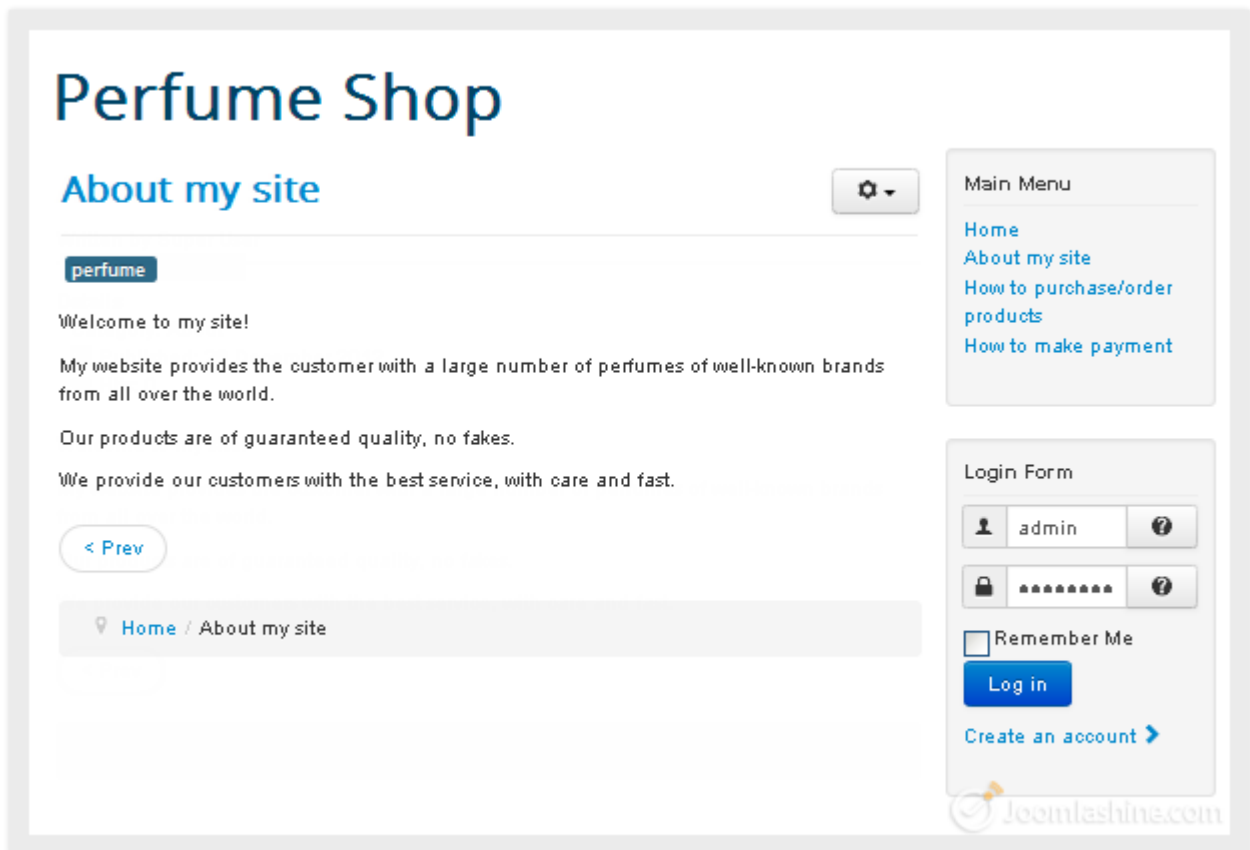 Perfume Shop
About my site
perfume
Welcome to my site!
My website provides the customer with a large number of perfumes of well-known brands
from all over the world.
Our products are of guaranteed quality, no fakes.
We provide our customers with the best service, with care and fast.
< Prev
Home / About my site
Main Menu
Home
About my site
How to purchase/order
products
How to make payment
Login Form
admin
Remember Me
Log in
Create an account
Joomlashine.com